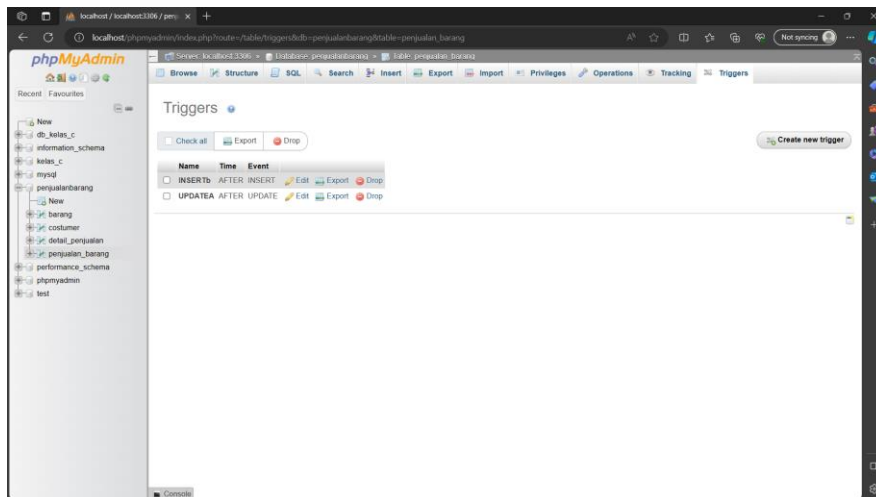 localhost / localhost:3306 / penju
Not syncing
localhost/phpmyadmin/index.php?route=/table/triggers&db=penjualanbarang&table=penjualan_barang
phpMyAdmin
Recent Favourites
New
db_kelas_c
information_schema
kelas_c
mysql
penjualanbarang
New
barang
costumer
detail_penjualan
penjualan_barang
performance_schema
phpmyadmin
test
Server: localhost:3306 » Database: penjualanbarang » Table: penjualan_barang
Browse Structure SQL Search Insert Export Import Privileges Operations Tracking Triggers
Triggers
Check all Export Drop
Create new trigger
Name Time Event
INSERTb AFTER INSERT Edit Export Drop
UPDATEA AFTER UPDATE Edit Export Drop
Console